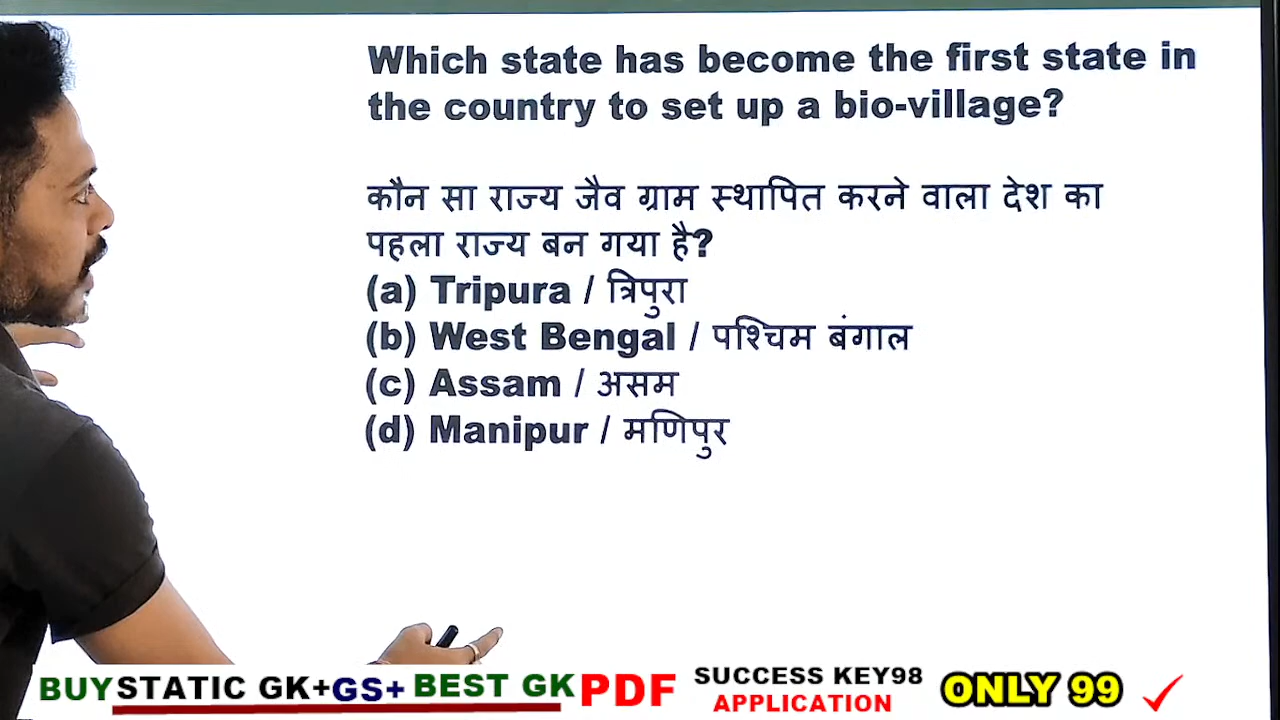 Which state has become the first state in
the country to set up a bio-village?
कौन सा राज्य जैव ग्राम स्थापित करने वाला देश का
पहला राज्य बन गया है?
(a) Tripura / त्रिपुरा
(b) West Bengal / पश्चिम बंगाल
(c) Assam / असम
(d) Manipur / मणिपुर
BUY STATIC GK+GS+ BEST GK PDF SUCCESS KEY98 APPLICATION ONLY 99